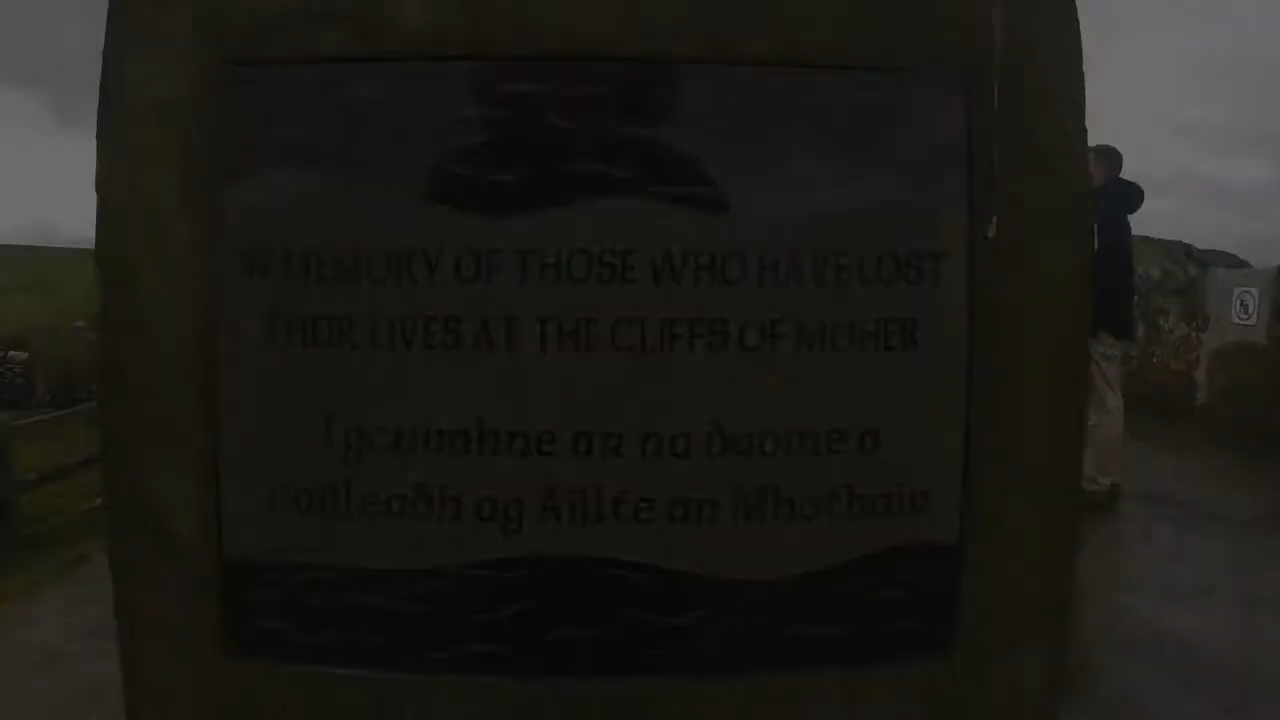 IN MEMORY OF THOSE WHO HAVE LOST
THEIR LIVES AT THE CLIFFS OF MOHER
I gcuimhne ar na daoine a
cailleadh ag Aillte an Mhothair